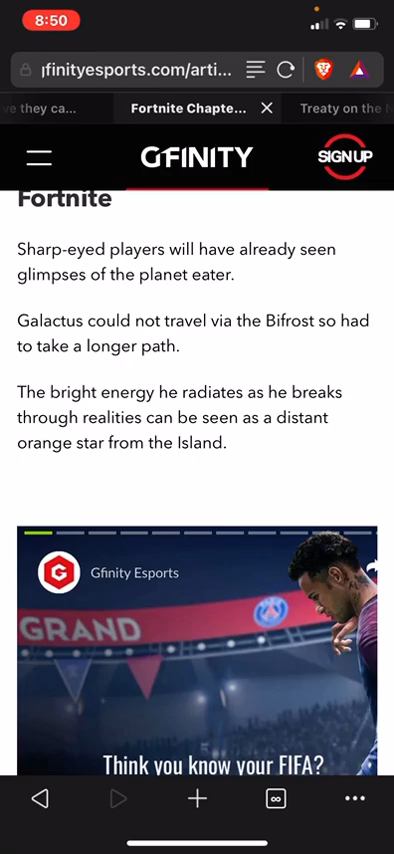 8:50
gfinityesports.com/arti...
ve they ca...
Fortnite Chapte...
Treaty on the N
GFINITY
SIGN UP
Fortnite
Sharp-eyed players will have already seen
glimpses of the planet eater.
Galactus could not travel via the Bifrost so had
to take a longer path.
The bright energy he radiates as he breaks
through realities can be seen as a distant
orange star from the Island.
G
Gfinity Esports
GRAND
Think you know your FIFA?